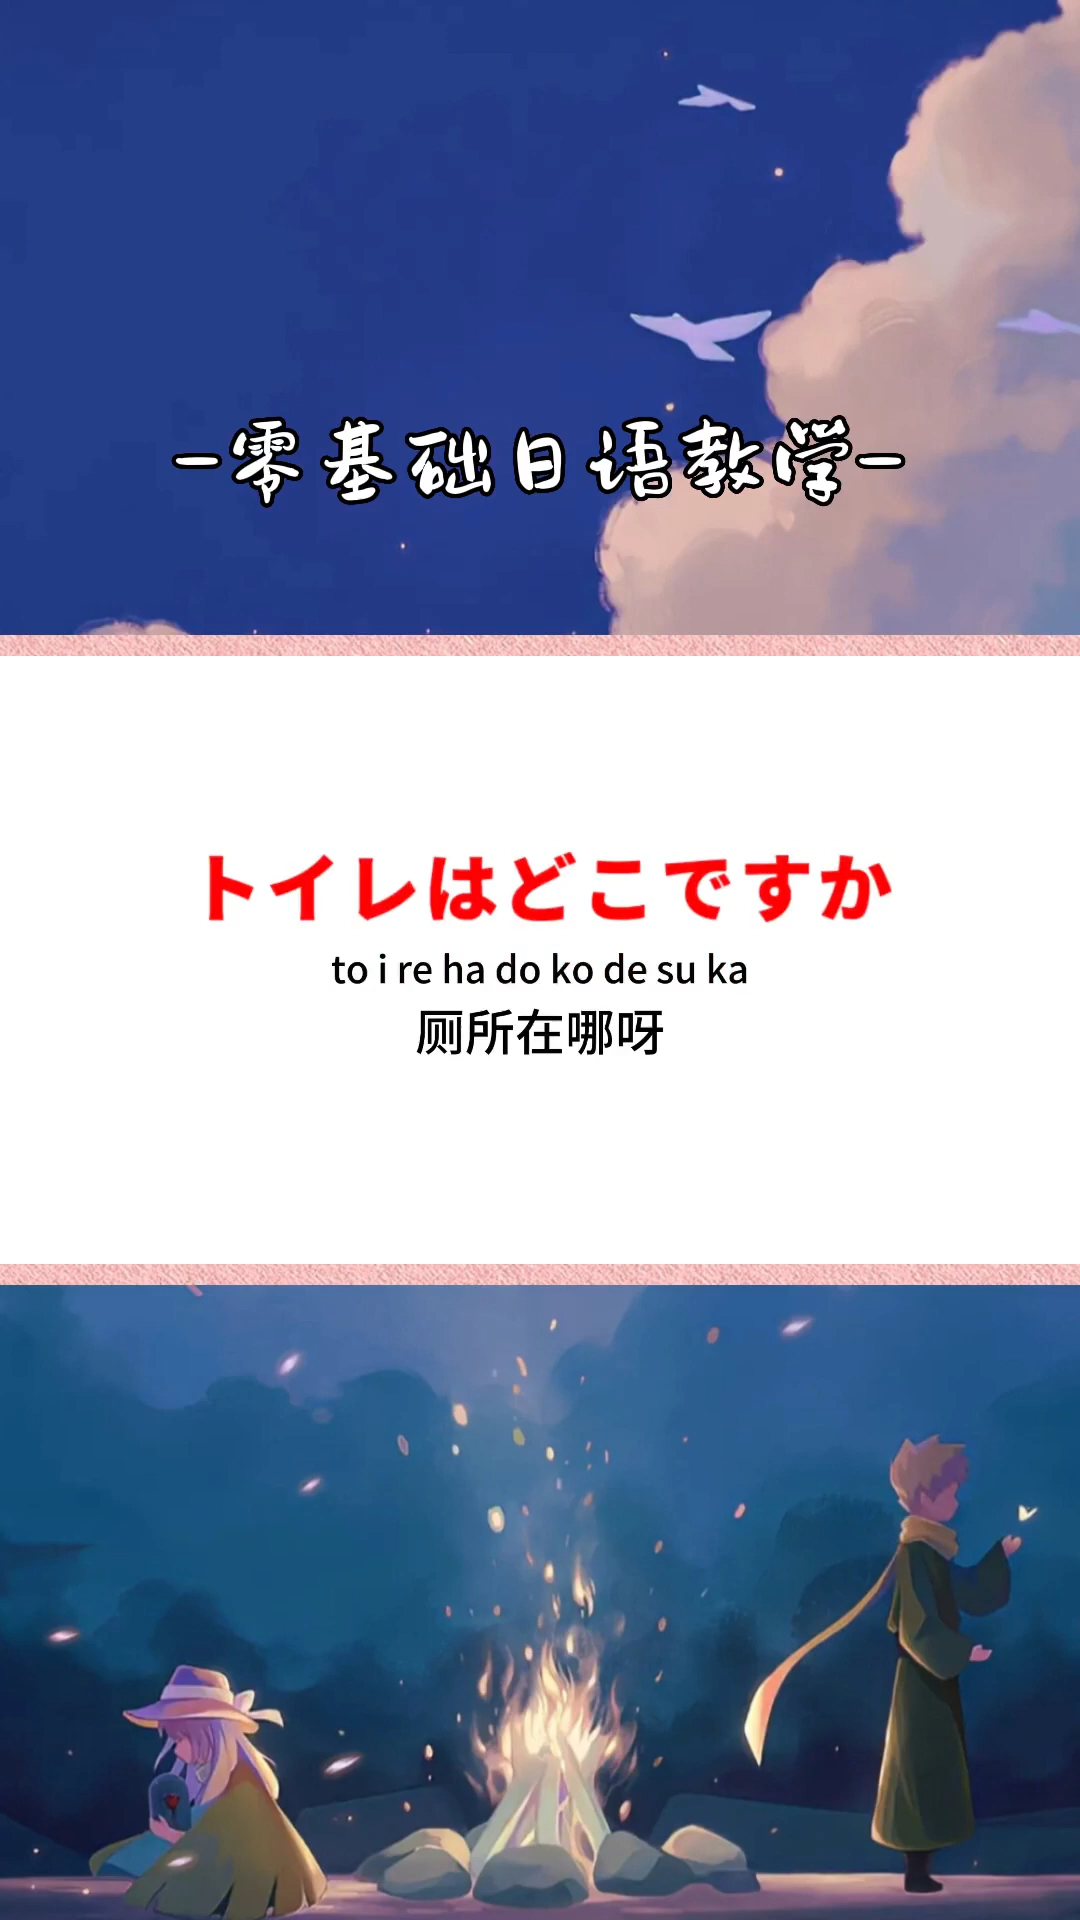 -零基础日语教学-
トイレはどこですか
to i re ha do ko de su ka
厕所在哪呀